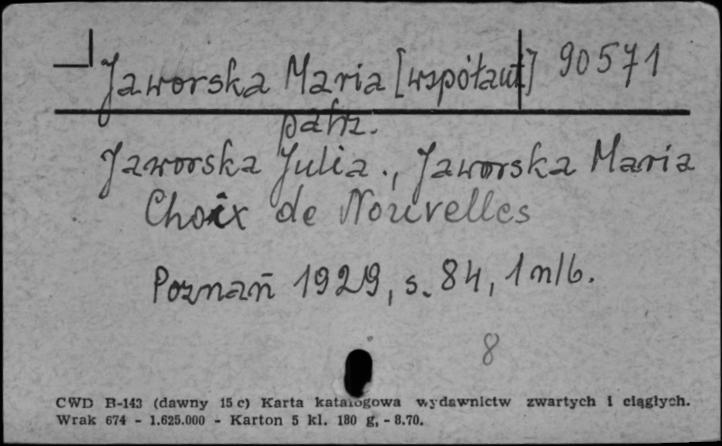 Jaworska Maria [współaut] 90571
patrz.
Jaworska Julia., Jaworska Maria
Choix de Nouvelles
Poznań 1929, s. 84, 1 nlb.
8
CWD B-143 (dawny 15 c) Karta katalogowa wydawnictw zwartych i ciągłych.
Wrak 674 - 1.625.000 - Karton 5 kl. 180 g. - 8.70.